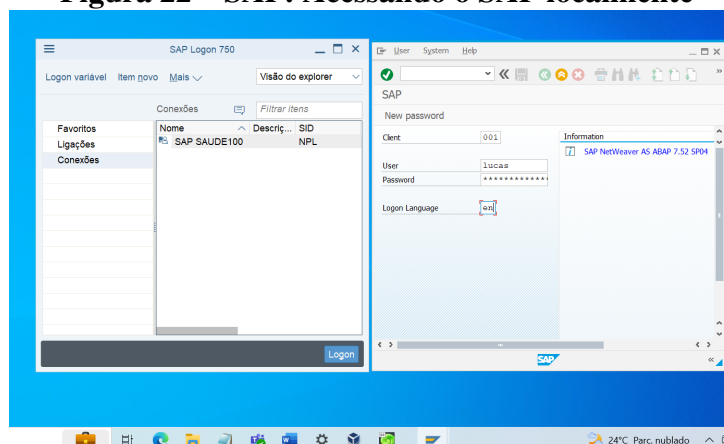 Figura 22 – SAP: Acessando o SAP localmente
SAP Logon 750
Logon variável Item novo Mais Visão do explorer
Conexões Filtrar itens
Favoritos
Ligações
Conexões
Nome Descriç... SID
SAP SAUDE100 NPL
Logon
User System Help
SAP
New password
Client 001
User lucas
Password *************
Logon Language en
Information
SAP NetWeaver AS ABAP 7.52 SP04
SAP
24°C Parc. nublado